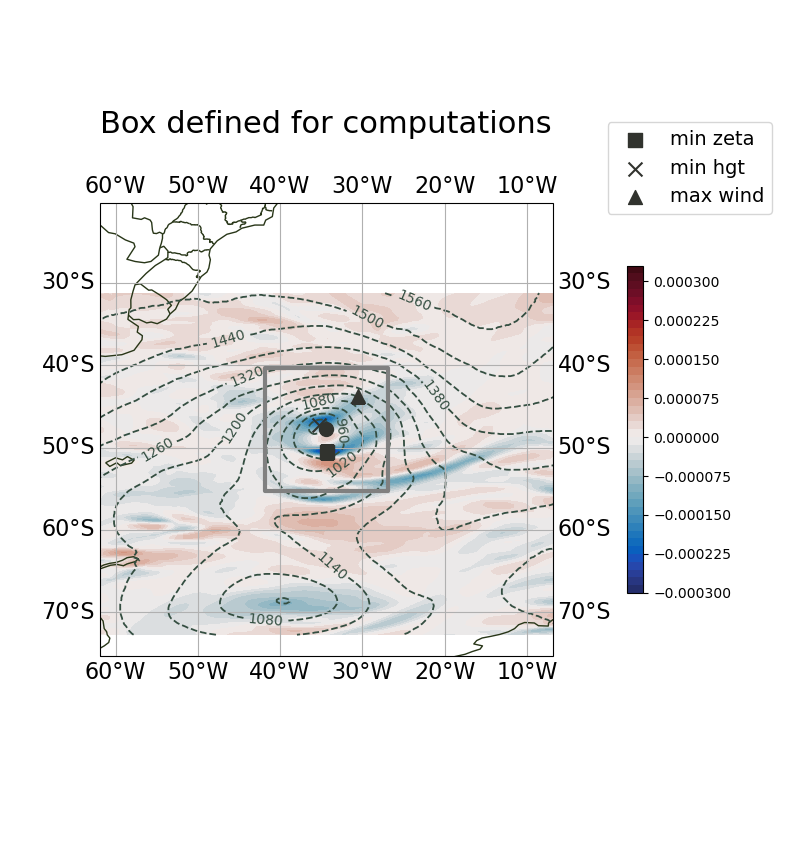 Box defined for computations
min zeta
min hgt
max wind
60°W 50°W 40°W 30°W 20°W 10°W
30°S 30°S
40°S 40°S
50°S 50°S
60°S 60°S
70°S 70°S
60°W 50°W 40°W 30°W 20°W 10°W
1560
1500
1440
1320
1380
1080
1200
960
1260
1020
1140
1080
0.000300
0.000225
0.000150
0.000075
0.000000
−0.000075
−0.000150
−0.000225
−0.000300